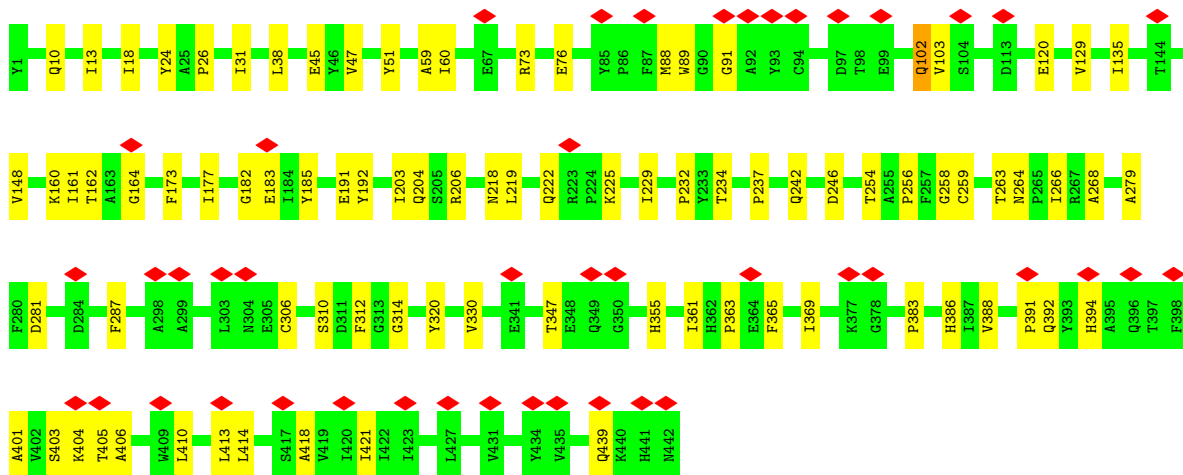 Y1 Q10 I13 I18 Y24 A25 P26 I31 L38 E45 Y46 V47 Y51 A59 I60 E67 R73 E76 Y85 P86 F87 M88 W89 G90 G91 A92 Y93 C94 D97 T98 E99 Q102 V103 S104 D113 E120 V129 I135 T144
V148 K160 I161 T162 A163 G164 F173 I177 G182 E183 I184 Y185 E191 Y192 I203 Q204 S205 R206 N218 L219 Q222 R223 P224 K225 I229 P232 Y233 T234 P237 Q242 D246 T254 A255 P256 F257 G258 C259 T263 N264 P265 I266 R267 A268 A279
F280 D281 D284 F287 A298 A299 L303 N304 E305 C306 S310 D311 F312 G313 G314 Y320 V330 E341 T347 E348 Q349 G350 H355 I361 H362 P363 E364 F365 I369 K377 G378 P383 H386 I387 V388 P391 Q392 Y393 H394 A395 Q396 T397 F398
A401 V402 S403 K404 T405 A406 W409 L410 L413 L414 S417 A418 V419 I420 I421 I422 I423 L427 V431 Y434 V435 Q439 K440 H441 N442